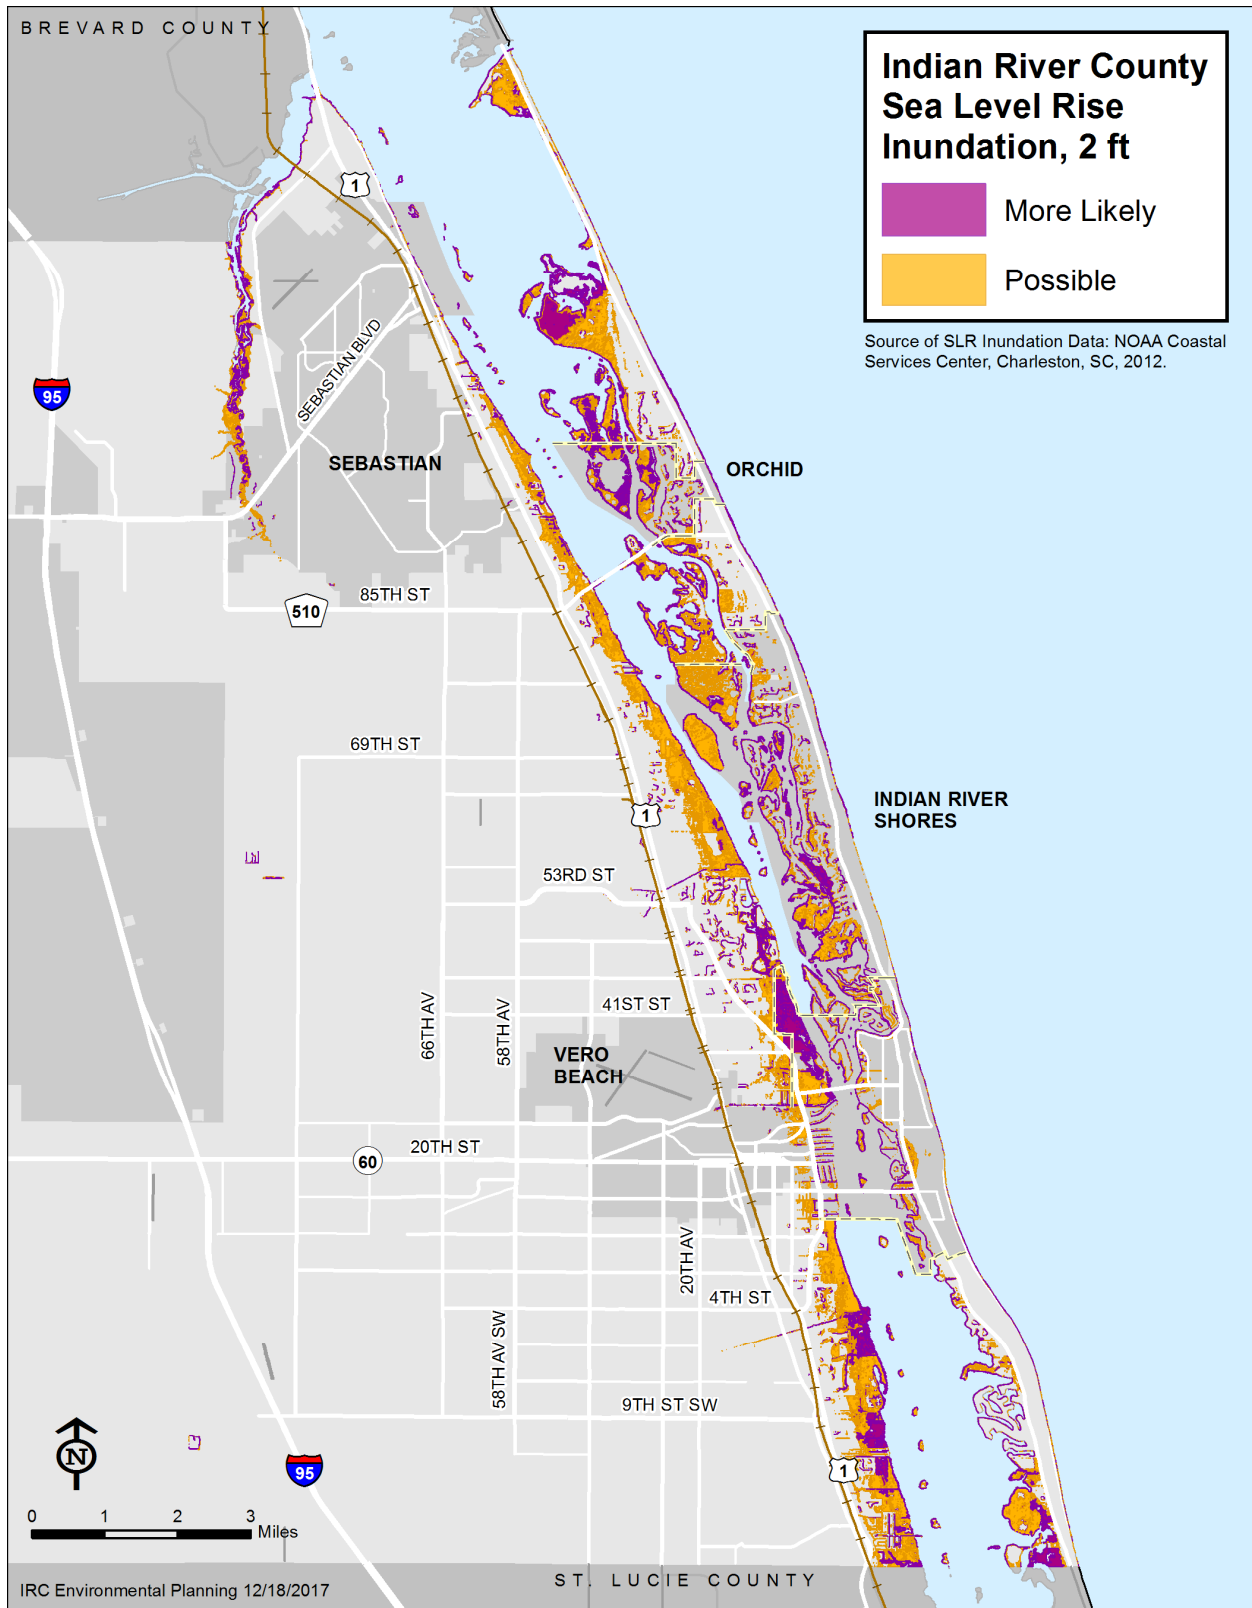 BREVARD COUNTY
Indian River County
Sea Level Rise
Inundation, 2 ft
More Likely
Possible
Source of SLR Inundation Data: NOAA Coastal
Services Center, Charleston, SC, 2012.
1
SEBASTIAN BLVD
95
SEBASTIAN
ORCHID
85TH ST
510
69TH ST
1
INDIAN RIVER
SHORES
53RD ST
66TH AV
58TH AV
41ST ST
VERO
BEACH
20TH ST
60
20TH AV
4TH ST
58TH AV SW
9TH ST SW
N
95
1
0 1 2 3
Miles
ST. LUCIE COUNTY
IRC Environmental Planning 12/18/2017